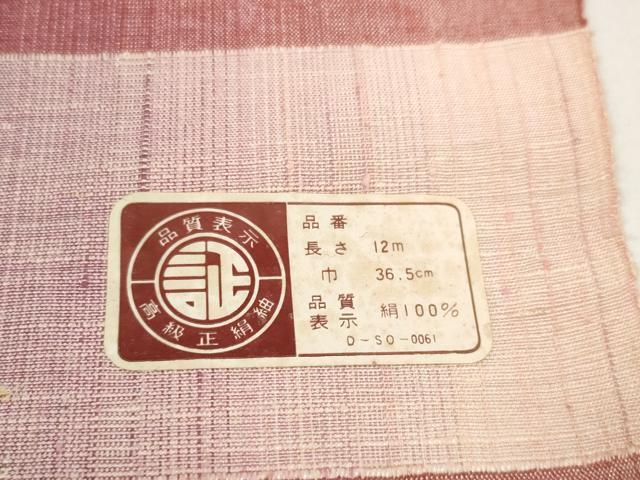 品質表示
証
高級正絹紬
品番
長さ 12m
巾 36.5cm
品質
表示 絹100%
D-SO-0061